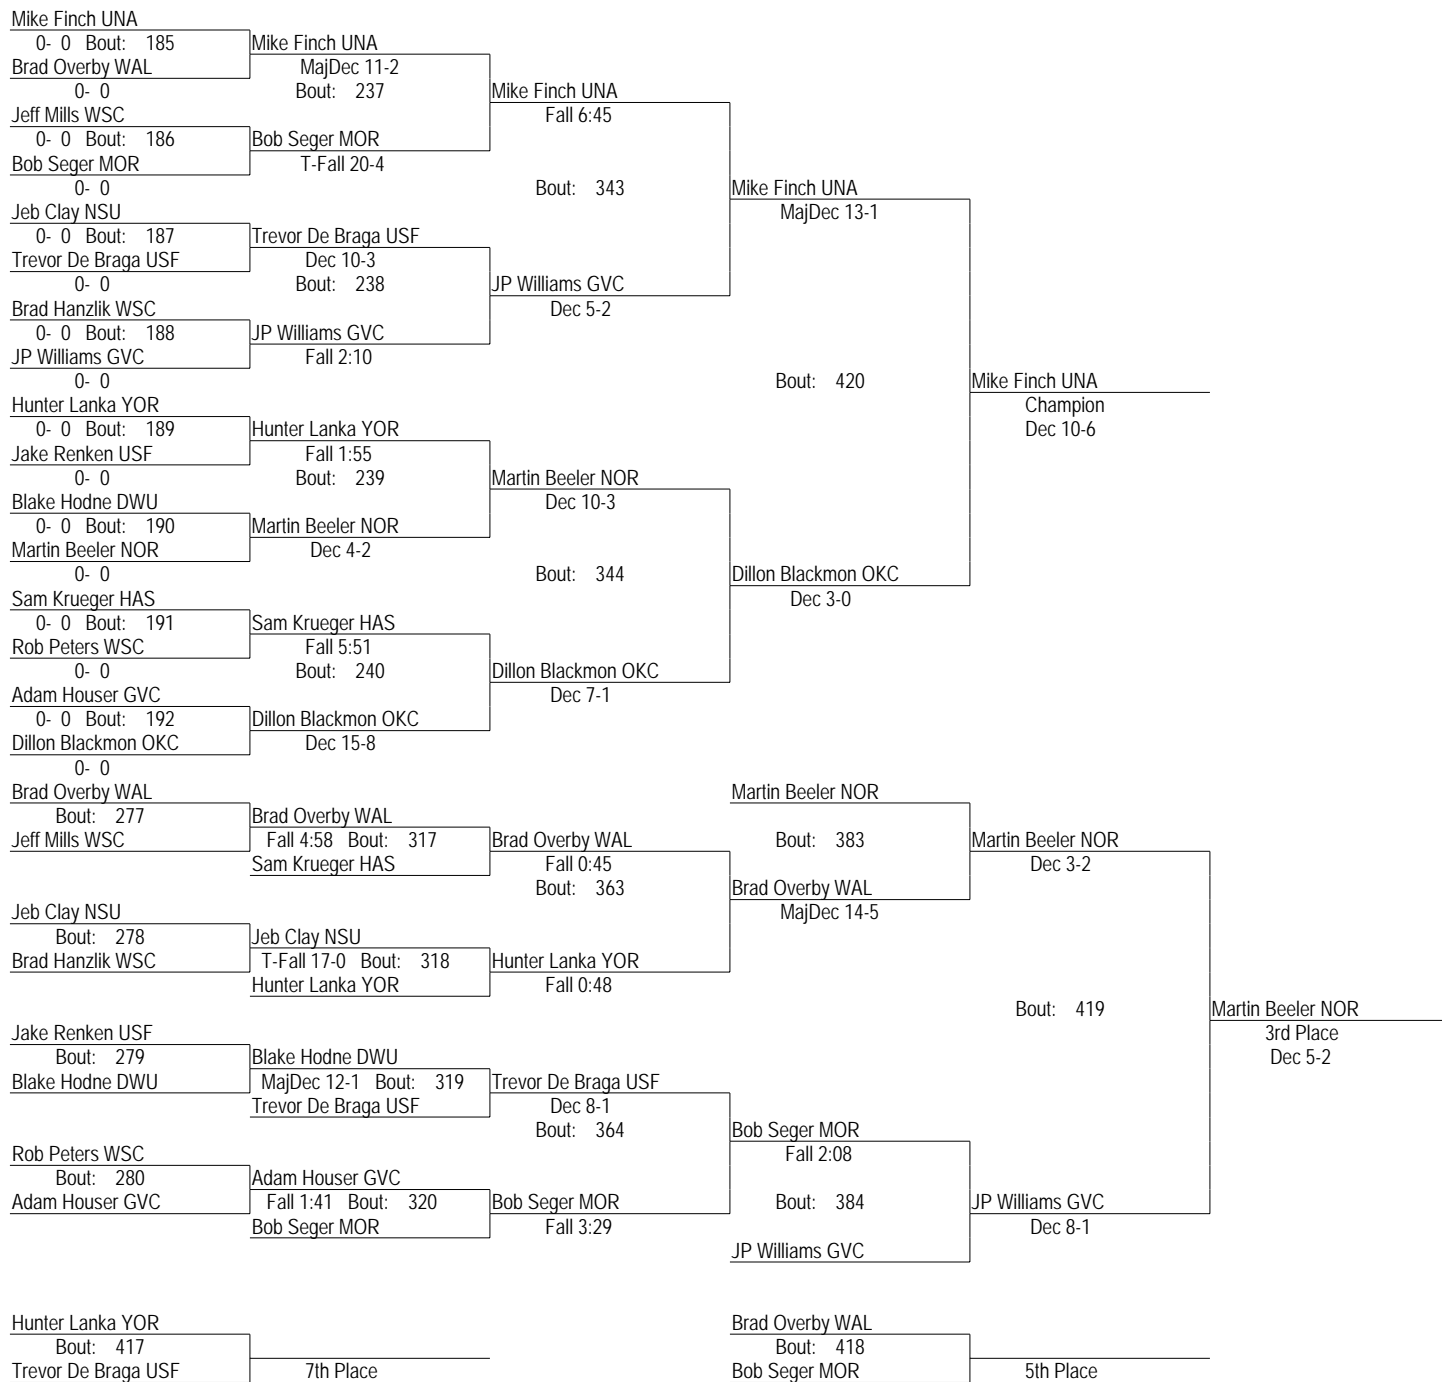 Mike Finch UNA
0- 0 Bout: 185 Mike Finch UNA
Brad Overby WAL MajDec 11-2
0- 0 Bout: 237 Mike Finch UNA
Jeff Mills WSC Fall 6:45
0- 0 Bout: 186 Bob Seger MOR
Bob Seger MOR T-Fall 20-4
0- 0 Bout: 343 Mike Finch UNA
Jeb Clay NSU MajDec 13-1
0- 0 Bout: 187 Trevor De Braga USF
Trevor De Braga USF Dec 10-3
0- 0 Bout: 238 JP Williams GVC
Brad Hanzlik WSC Dec 5-2
0- 0 Bout: 188 JP Williams GVC
JP Williams GVC Fall 2:10
0- 0 Bout: 420 Mike Finch UNA
Hunter Lanka YOR Champion
0- 0 Bout: 189 Hunter Lanka YOR Dec 10-6
Jake Renken USF Fall 1:55
0- 0 Bout: 239 Martin Beeler NOR
Blake Hodne DWU Dec 10-3
0- 0 Bout: 190 Martin Beeler NOR
Martin Beeler NOR Dec 4-2
0- 0 Bout: 344 Dillon Blackmon OKC
Sam Krueger HAS Dec 3-0
0- 0 Bout: 191 Sam Krueger HAS
Rob Peters WSC Fall 5:51
0- 0 Bout: 240 Dillon Blackmon OKC
Adam Houser GVC Dec 7-1
0- 0 Bout: 192 Dillon Blackmon OKC
Dillon Blackmon OKC Dec 15-8
0- 0
Brad Overby WAL Martin Beeler NOR
Bout: 277 Brad Overby WAL
Jeff Mills WSC Fall 4:58 Bout: 317 Brad Overby WAL Bout: 383 Martin Beeler NOR
Sam Krueger HAS Fall 0:45 Dec 3-2
Bout: 363 Brad Overby WAL
Jeb Clay NSU MajDec 14-5
Bout: 278 Jeb Clay NSU
Brad Hanzlik WSC T-Fall 17-0 Bout: 318 Hunter Lanka YOR
Hunter Lanka YOR Fall 0:48
Bout: 419 Martin Beeler NOR
Jake Renken USF 3rd Place
Bout: 279 Blake Hodne DWU Dec 5-2
Blake Hodne DWU MajDec 12-1 Bout: 319 Trevor De Braga USF
Trevor De Braga USF Dec 8-1
Bout: 364 Bob Seger MOR
Rob Peters WSC Fall 2:08
Bout: 280 Adam Houser GVC
Adam Houser GVC Fall 1:41 Bout: 320 Bob Seger MOR Bout: 384 JP Williams GVC
Bob Seger MOR Fall 3:29 Dec 8-1
JP Williams GVC
Hunter Lanka YOR Brad Overby WAL
Bout: 417 Bout: 418
Trevor De Braga USF 7th Place Bob Seger MOR 5th Place